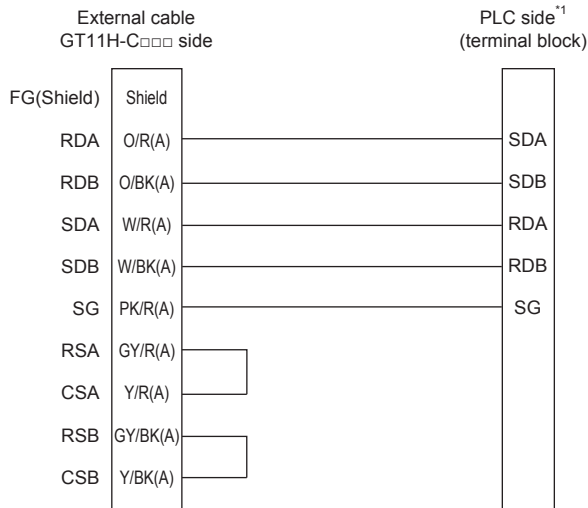 External cable
GT11H-C□□□ side
PLC side*1
(terminal block)
FG(Shield) Shield
RDA O/R(A) SDA
RDB O/BK(A) SDB
SDA W/R(A) RDA
SDB W/BK(A) RDB
SG PK/R(A) SG
RSA GY/R(A)
CSA Y/R(A)
RSB GY/BK(A)
CSB Y/BK(A)